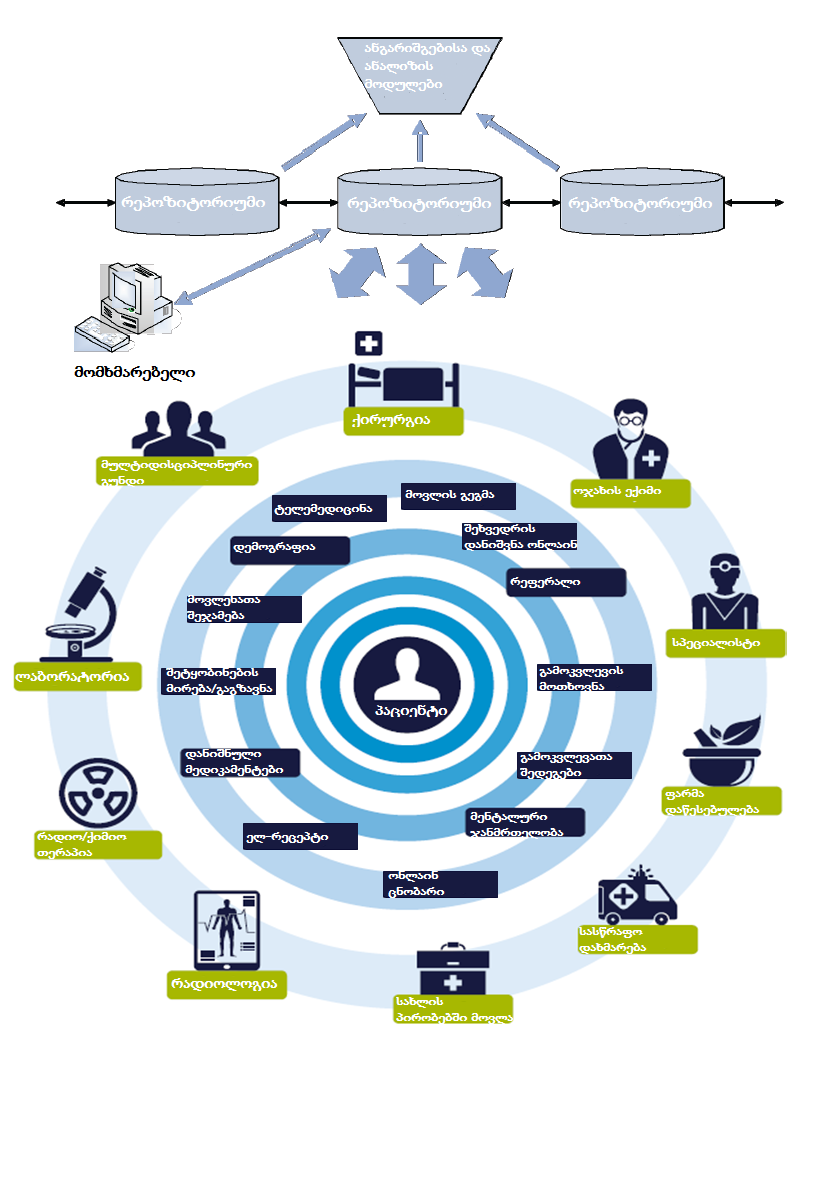 ანგარიშგებისა და
ანალიზის
მოდულები
რეპოზიტორიუმი
რეპოზიტორიუმი
რეპოზიტორიუმი
მომხმარებელი
ქირურგია
მულტიდისციპლინური
გუნდი
ოჯახის ექიმი
ტელემედიცინა
მოვლის გეგმა
დემოგრაფია
შეხვედრის
დანიშვნა ონლაინ
რეფერალი
მოვლენათა
შეჯამება
სპეციალისტი
ლაბორატორია
შეტყობინების
მირება/გაგზავნა
გამოკვლევის
მოთხოვნა
პაციენტი
დანიშნული
მედიკამენტები
გამოკვლევათა
შედეგები
ფარმა
დაწესებულება
რადიო/ქიმიო
თერაპია
ელ-რეცეპტი
მენტალური
ჯანმრთელობა
ონლაინ
ცნობარი
სასწრაფო
დახმარება
რადიოლოგია
სახლის
პირობებში მოვლა